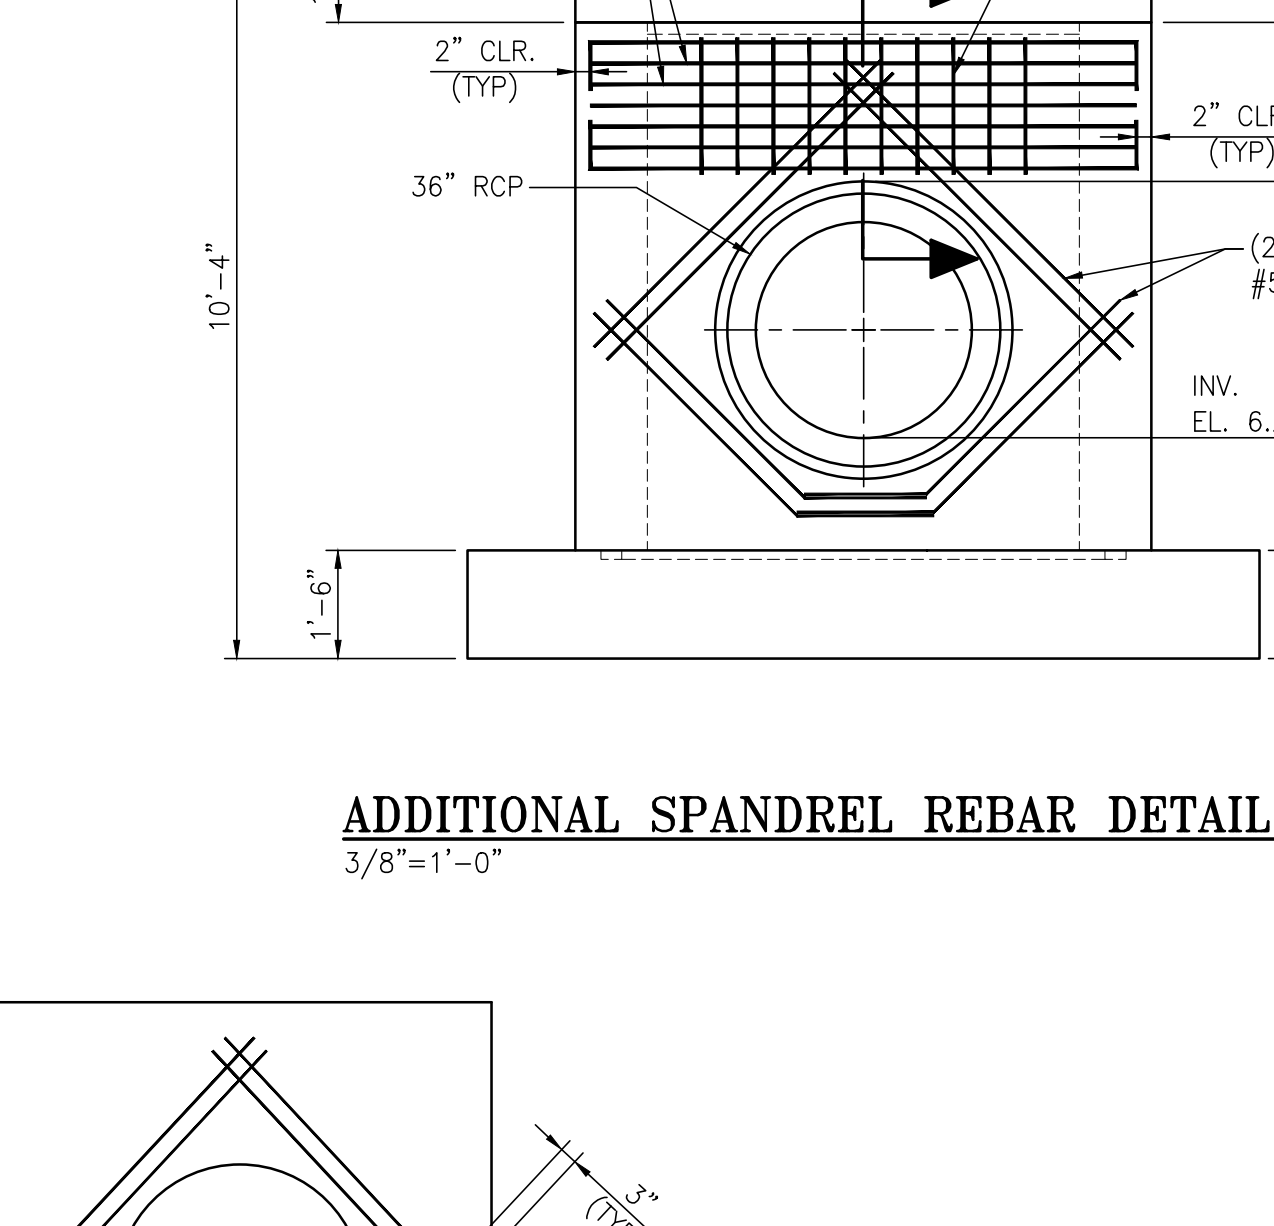 2” CLR.
(TYP)
2” CL
(TYP)
36” RCP
10’–4”
(2
INV.
EL. 6.
1’–6”
ADDITIONAL SPANDREL REBAR DETAIL
3/8”=1’–0”
3”